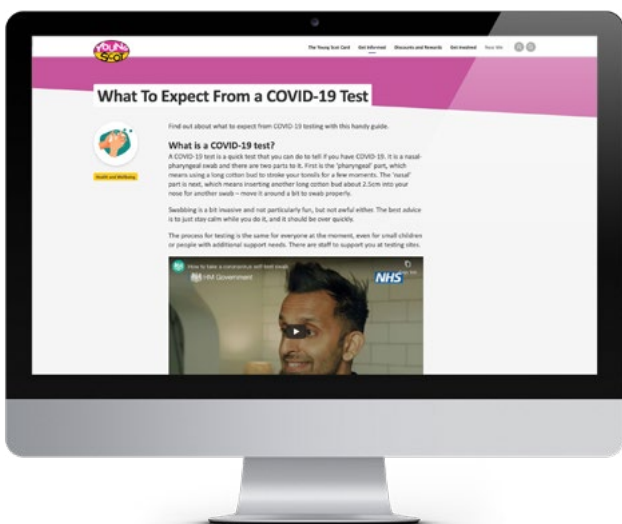 YOUNG
SCOT
The Young Scot Card Get Informed Discounts and Rewards Get Involved Near Me
What To Expect From a COVID-19 Test
Find out about what to expect from COVID-19 testing with this handy guide.
What is a COVID-19 test?
A COVID-19 test is a quick test that you can do to tell if you have COVID-19. It is a nasal-
pharyngeal swab and there are two parts to it. First is the 'pharyngeal' part, which
means using a long cotton bud to stroke your tonsils for a few moments. The 'nasal'
part is next, which means inserting another long cotton bud about 2.5cm into your
nose for another swab – move it around a bit to swab properly.
Health and Wellbeing
Swabbing is a bit invasive and not particularly fun, but not awful either. The best advice
is to just stay calm while you do it, and it should be over quickly.
The process for testing is the same for everyone at the moment, even for small children
or people with additional support needs. There are staff to support you at testing sites.
How to take a coronavirus self-test swab
HM Government
NHS